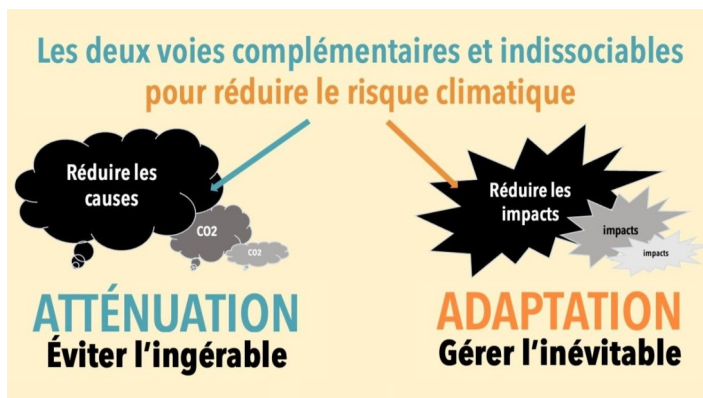 Les deux voies complémentaires et indissociables
pour réduire le risque climatique
Réduire les
causes
CO2
CO2
ATTÉNUATION
Éviter l'ingérable
Réduire les
impacts
impacts
impacts
ADAPTATION
Gérer l'inévitable